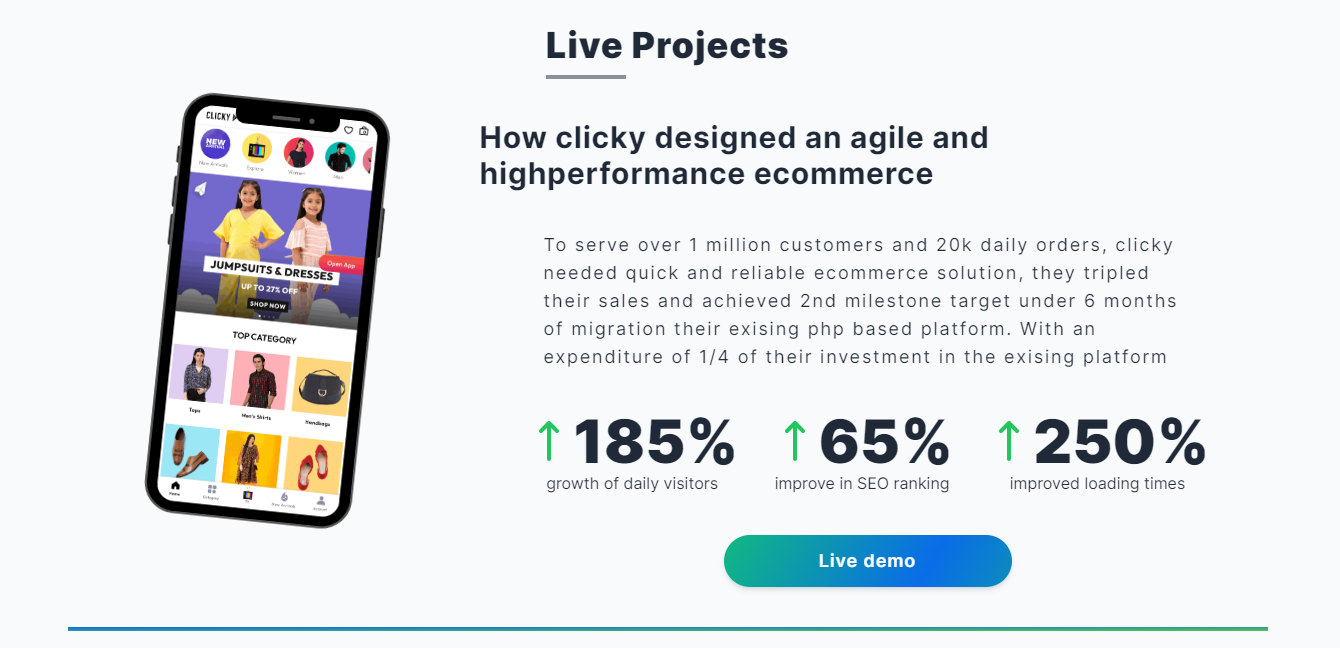 Live Projects
How clicky designed an agile and
highperformance ecommerce
To serve over 1 million customers and 20k daily orders, clicky
needed quick and reliable ecommerce solution, they tripled
their sales and achieved 2nd milestone target under 6 months
of migration their exising php based platform. With an
expenditure of 1/4 of their investment in the exising platform
185% 65% 250%
growth of daily visitors improve in SEO ranking improved loading times
Live demo
CLICKY
NEW
ARRIVAL
New Arrivals Explore Women Men
Open App
JUMPSUITS & DRESSES
UP TO 27% OFF
SHOP NOW
TOP CATEGORY
Tops Men's Shirts Handbags
Home Category TV New Arrivals Account